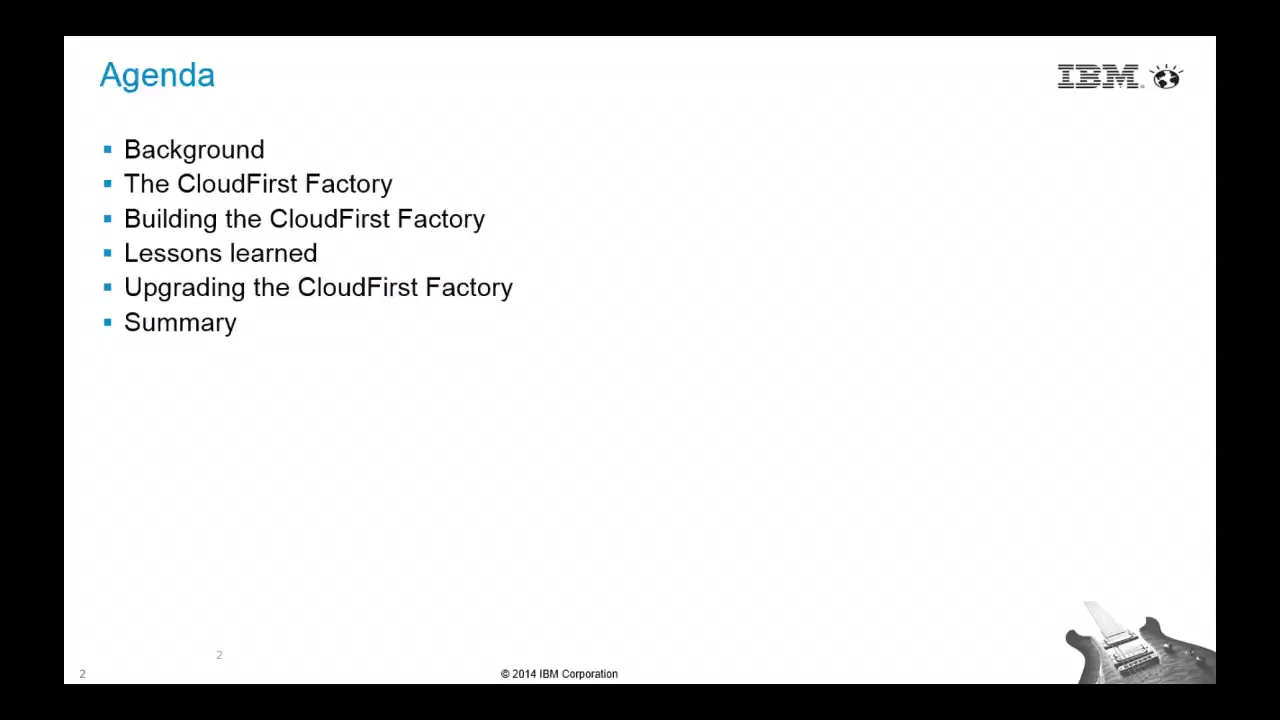 Agenda
IBM
Background
The CloudFirst Factory
Building the CloudFirst Factory
Lessons learned
Upgrading the CloudFirst Factory
Summary
2
2
© 2014 IBM Corporation